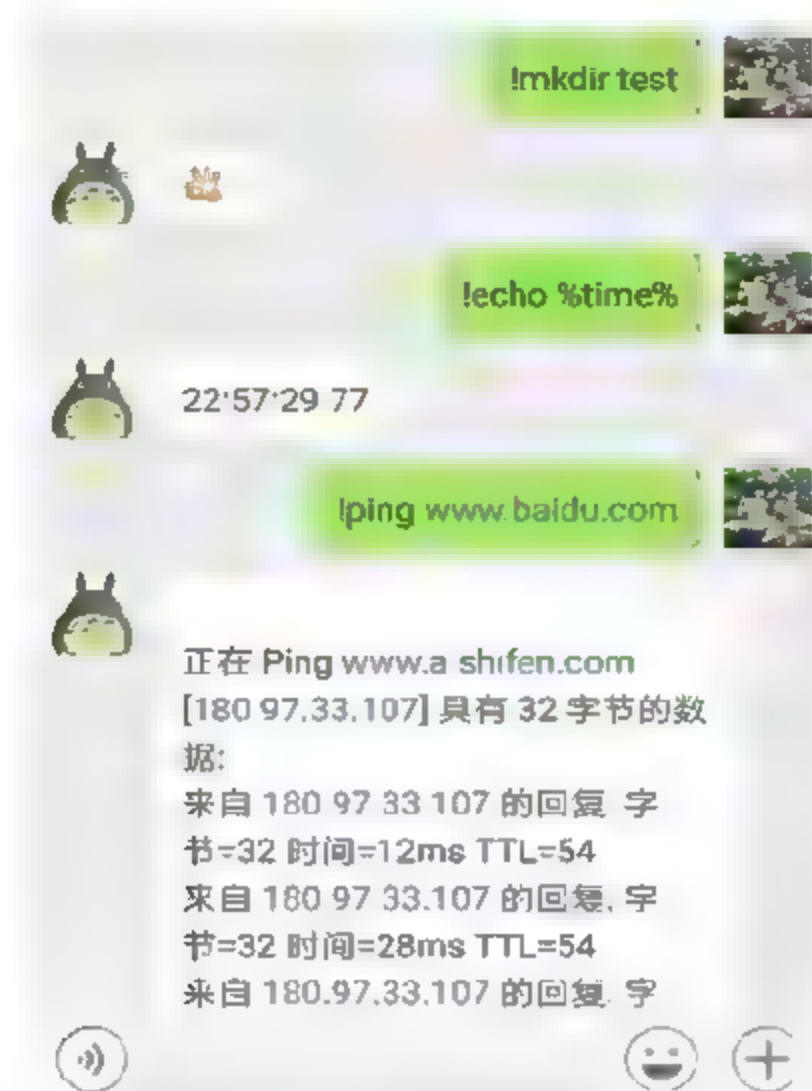 !mkdir test
!echo %time%
22:57:29.77
!ping www.baidu.com
正在 Ping www.a.shifen.com
[180.97.33.107] 具有 32 字节的数
据:
来自 180.97.33.107 的回复: 字
节=32 时间=12ms TTL=54
来自 180.97.33.107 的回复: 字
节=32 时间=28ms TTL=54
来自 180.97.33.107 的回复: 字